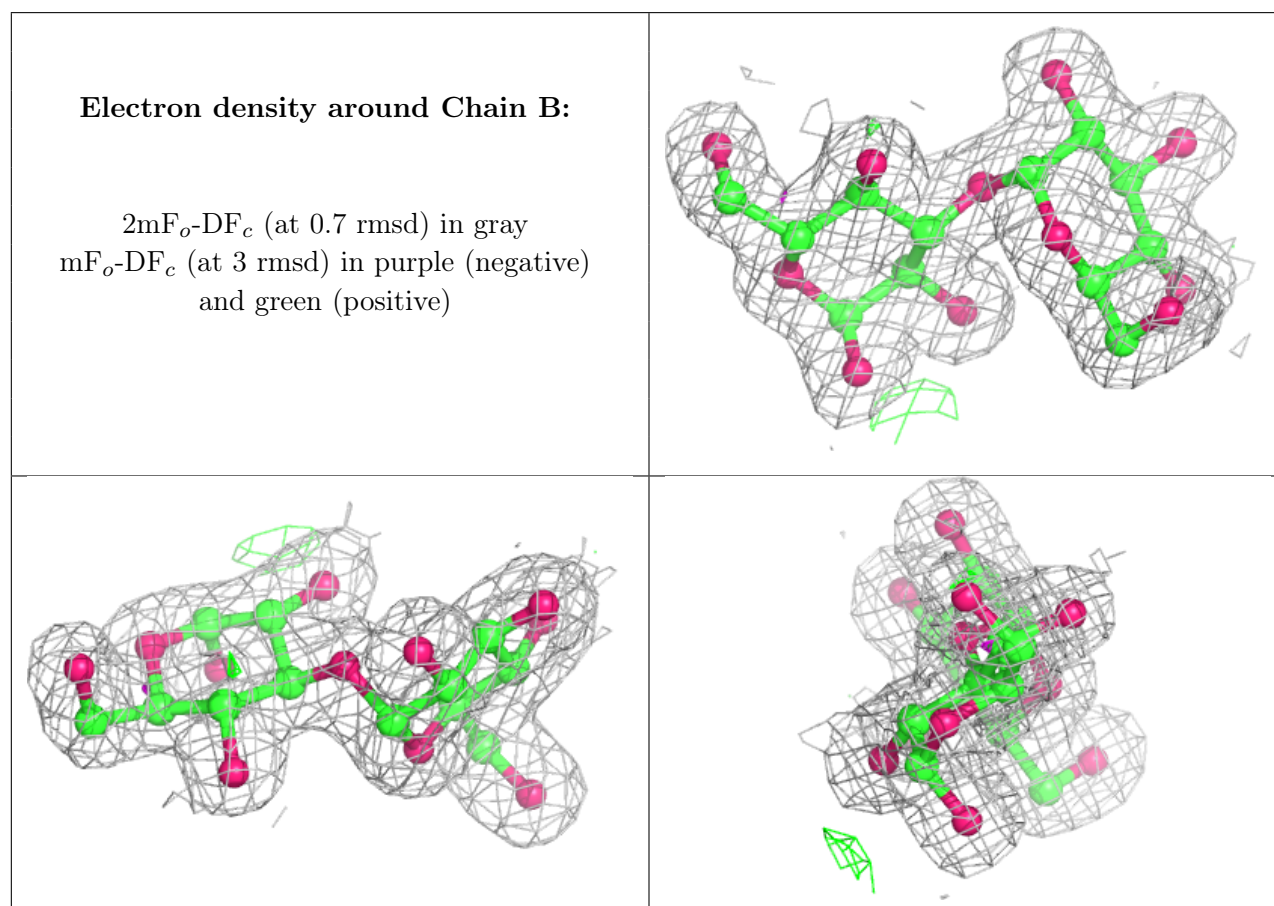 Electron density around Chain B:
2mFo-DFc (at 0.7 rmsd) in gray
mFo-DFc (at 3 rmsd) in purple (negative)
and green (positive)